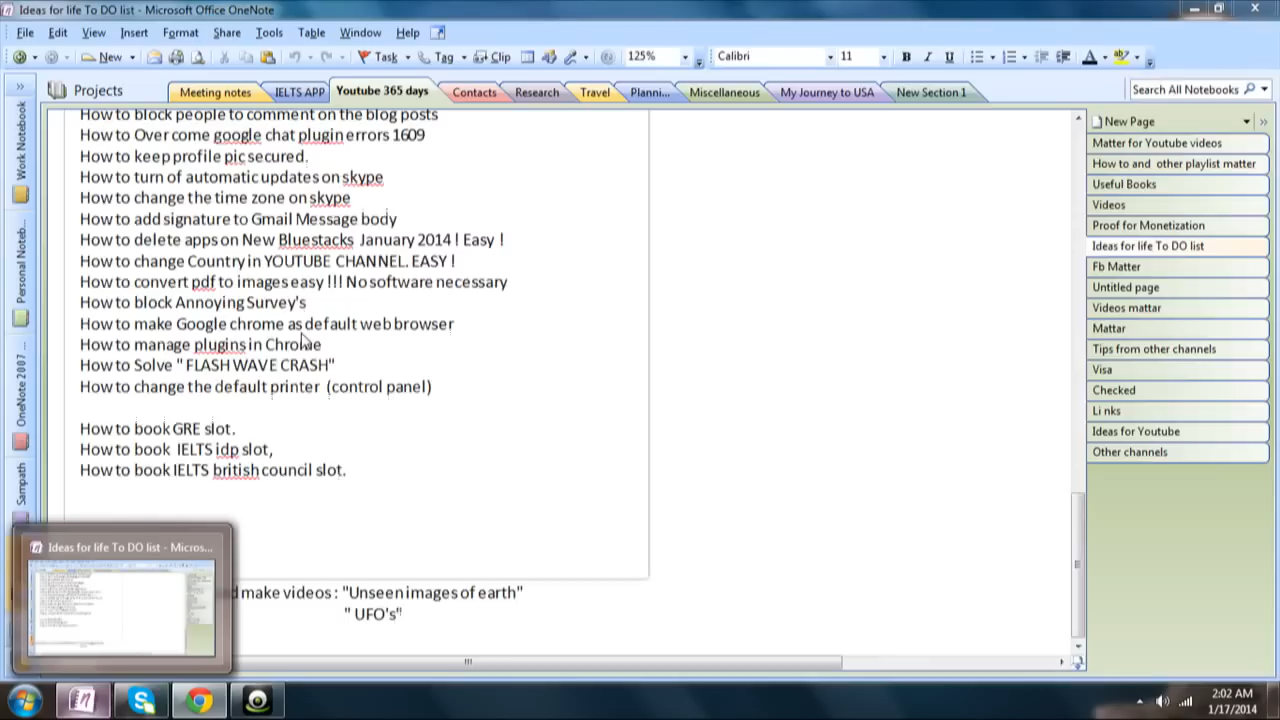 Ideas for life To DO list - Microsoft Office OneNote
File Edit View Insert Format Share Tools Table Window Help
New Task Tag Clip 125% Calibri 11 B I U A ab
Projects Meeting notes IELTS APP Youtube 365 days Contacts Research Travel Planni... Miscellaneous My Journey to USA New Section 1 Search All Notebooks
Work Notebook
Personal Noteb...
OneNote 2007 ...
Sampath
How to block people to comment on the blog posts
How to Over come google chat plugin errors 1609
How to keep profile pic secured.
How to turn of automatic updates on skype
How to change the time zone on skype
How to add signature to Gmail Message body
How to delete apps on New Bluestacks January 2014 ! Easy !
How to change Country in YOUTUBE CHANNEL. EASY !
How to convert pdf to images easy !!! No software necessary
How to block Annoying Survey's
How to make Google chrome as default web browser
How to manage plugins in Chrome
How to Solve " FLASH WAVE CRASH"
How to change the default printer (control panel)
How to book GRE slot.
How to book IELTS idp slot,
How to book IELTS british council slot.
Ideas for life To DO list - Micros...
make videos : "Unseen images of earth"
" UFO's"
New Page
Matter for Youtube videos
How to and other playlist matter
Useful Books
Videos
Proof for Monetization
Ideas for life To DO list
Fb Matter
Untitled page
Videos mattar
Mattar
Tips from other channels
Visa
Checked
Li nks
Ideas for Youtube
Other channels
2:02 AM
1/17/2014